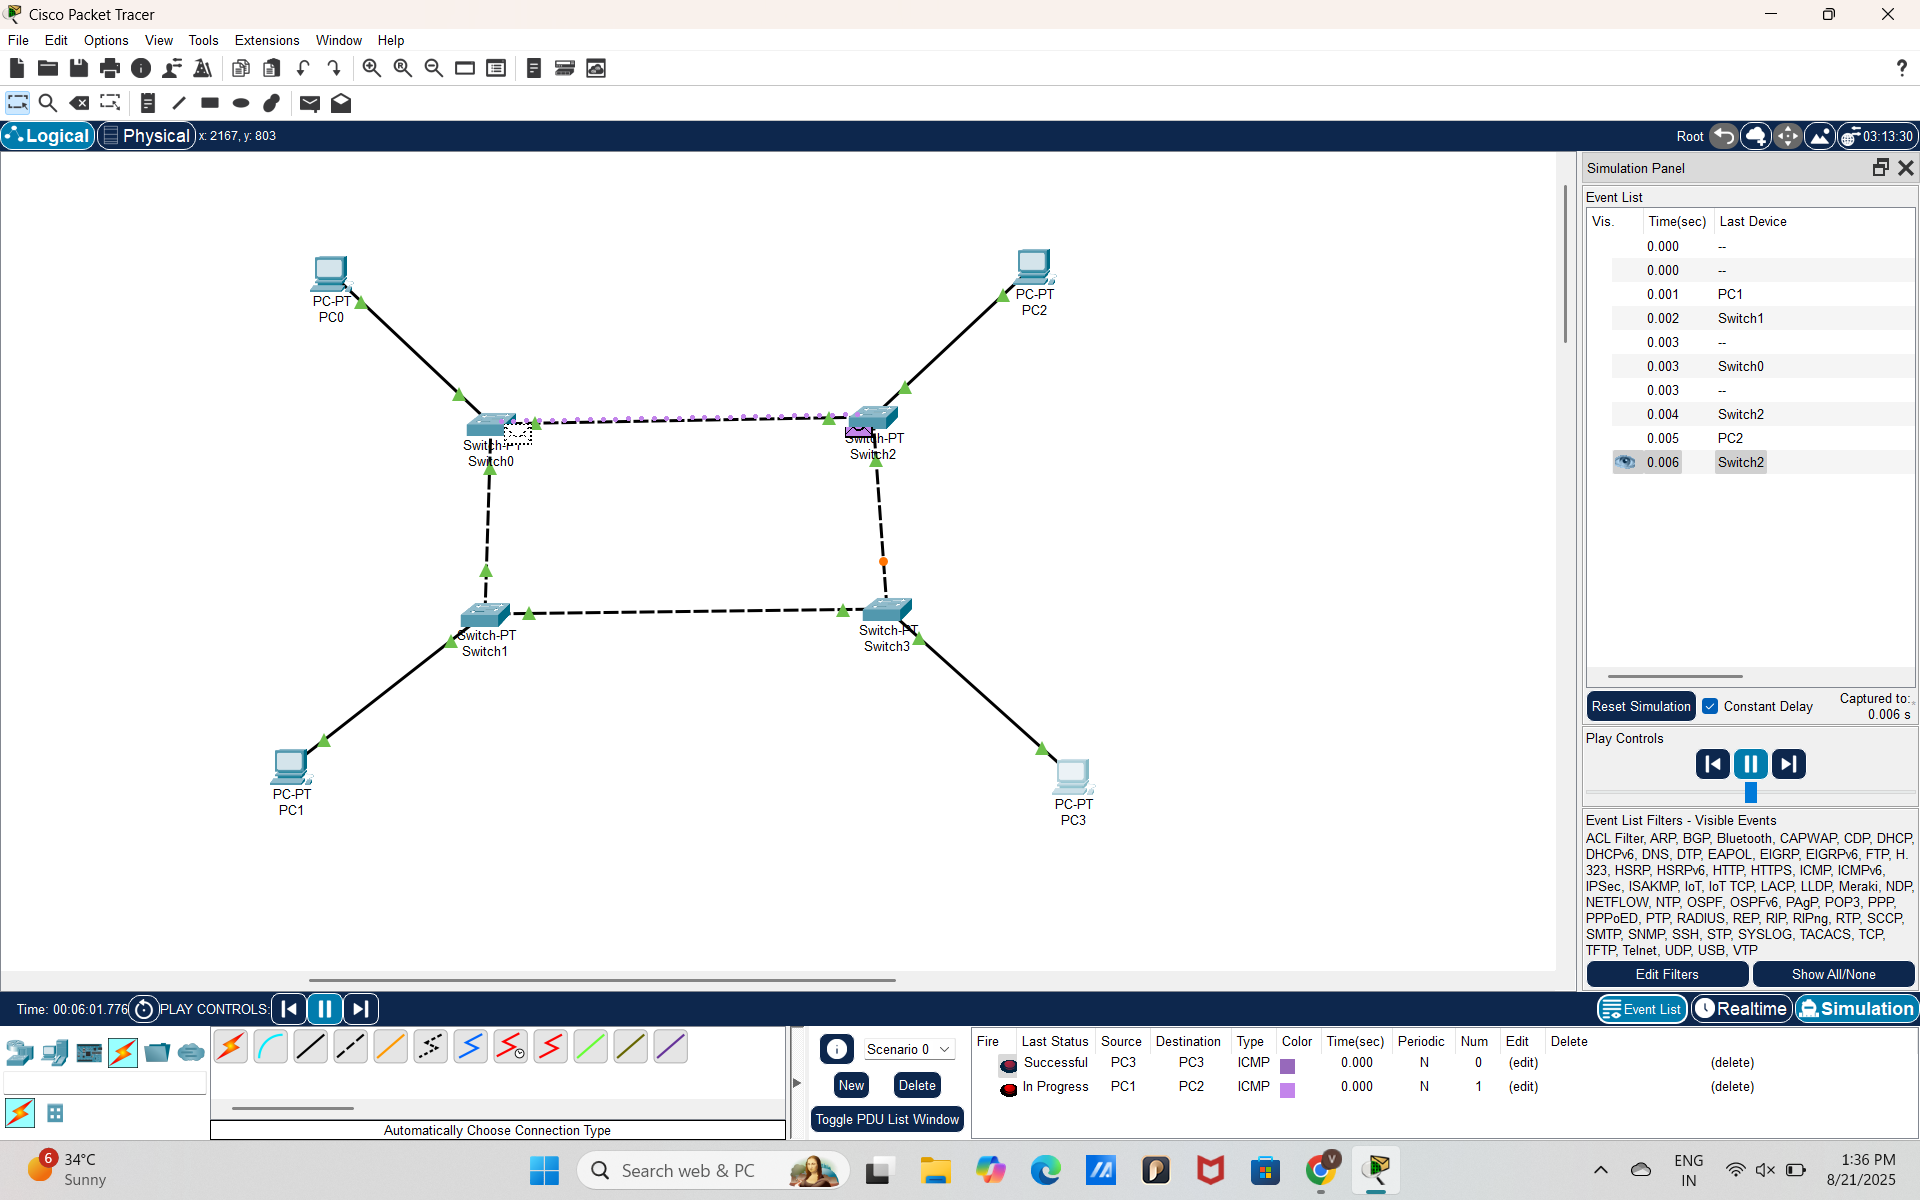 Cisco Packet Tracer
File Edit Options View Tools Extensions Window Help
?
Logical Physical x: 2167, y: 803 Root 03:13:30
PC-PT
PC0
PC-PT
PC2
Switch-PT
Switch0
Switch-PT
Switch2
Switch-PT
Switch1
Switch-PT
Switch3
PC-PT
PC1
PC-PT
PC3
Simulation Panel
Event List
Vis. Time(sec) Last Device
0.000 --
0.000 --
0.001 PC1
0.002 Switch1
0.003 --
0.003 Switch0
0.003 --
0.004 Switch2
0.005 PC2
0.006 Switch2
Reset Simulation Constant Delay Captured to:
0.006 s
Play Controls
Event List Filters - Visible Events
ACL Filter, ARP, BGP, Bluetooth, CAPWAP, CDP, DHCP,
DHCPv6, DNS, DTP, EAPOL, EIGRP, EIGRPv6, FTP, H.
323, HSRP, HSRPv6, HTTP, HTTPS, ICMP, ICMPv6,
IPSec, ISAKMP, IoT, IoT TCP, LACP, LLDP, Meraki, NDP,
NETFLOW, NTP, OSPF, OSPFv6, PAgP, POP3, PPP,
PPPoED, PTP, RADIUS, REP, RIP, RIPng, RTP, SCCP,
SMTP, SNMP, SSH, STP, SYSLOG, TACACS, TCP,
TFTP, Telnet, UDP, USB, VTP
Edit Filters Show All/None
Time: 00:06:01.776 PLAY CONTROLS: Event List Realtime Simulation
Automatically Choose Connection Type
Scenario 0
New Delete
Toggle PDU List Window
Fire Last Status Source Destination Type Color Time(sec) Periodic Num Edit Delete
Successful PC3 PC3 ICMP 0.000 N 0 (edit) (delete)
In Progress PC1 PC2 ICMP 0.000 N 1 (edit) (delete)
6
34°C
Sunny
Search web & PC
V
ENG
IN
1:36 PM
8/21/2025